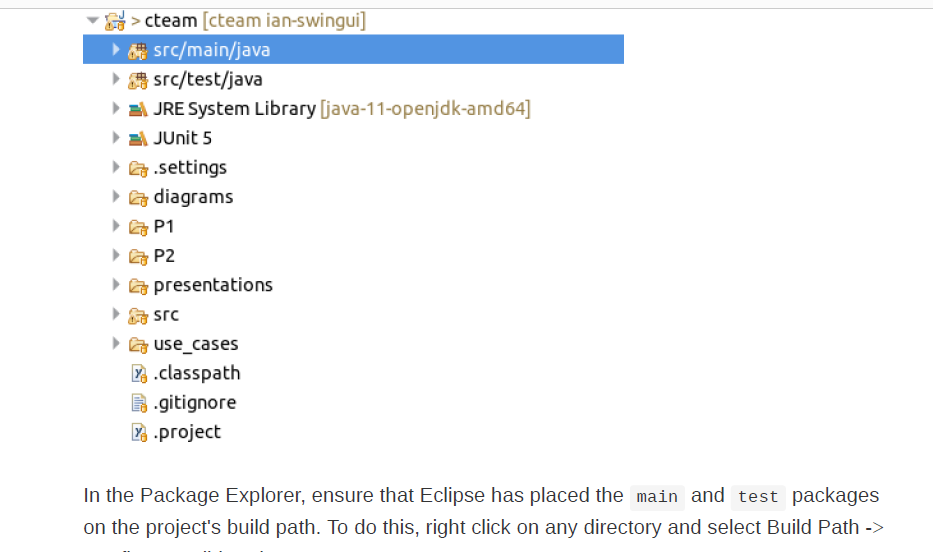 > cteam [cteam ian-swingui]
src/main/java
src/test/java
JRE System Library [java-11-openjdk-amd64]
JUnit 5
.settings
diagrams
P1
P2
presentations
src
use_cases
.classpath
.gitignore
.project
In the Package Explorer, ensure that Eclipse has placed the main and test packages
on the project's build path. To do this, right click on any directory and select Build Path ->